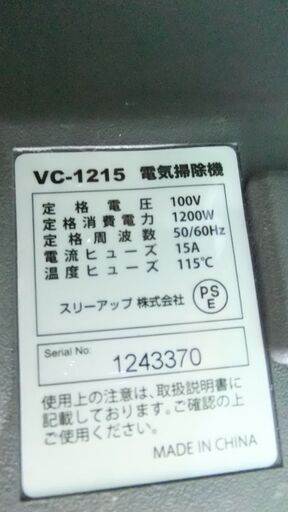 VC-1215 電気掃除機
定格電圧 100V
定格消費電力 1200W
定格周波数 50/60Hz
電流ヒューズ 15A
温度ヒューズ 115℃
スリーアップ 株式会社
PS
E
Serial No:
1243370
使用上の注意は、取扱説明書に
記載しております。ご確認の上
ご使用ください。
MADE IN CHINA